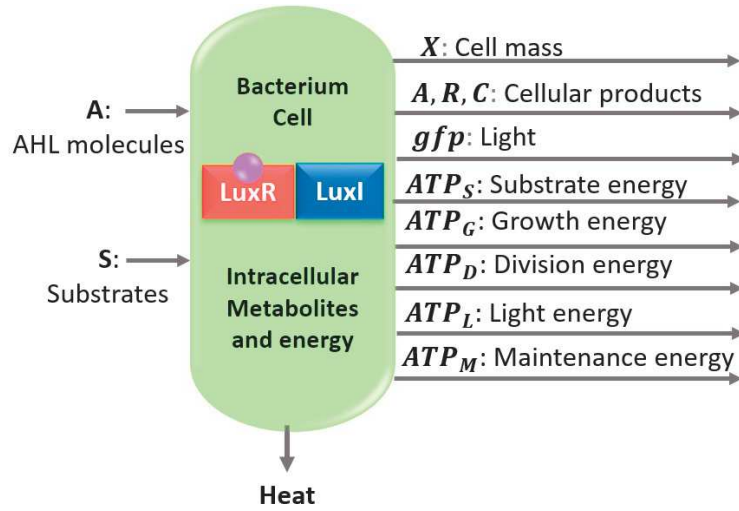 X: Cell mass
Bacterium
Cell
A, R, C: Cellular products
A:
AHL molecules
gfp: Light
LuxR
LuxI
ATP_S: Substrate energy
ATP_G: Growth energy
S:
Substrates
ATP_D: Division energy
Intracellular
Metabolites
and energy
ATP_L: Light energy
ATP_M: Maintenance energy
Heat